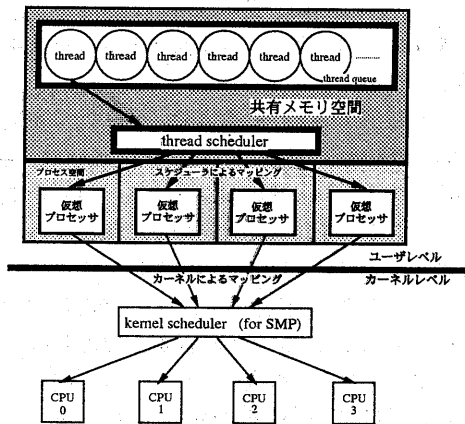 thread thread thread thread thread thread
thread queue
共有メモリ空間
thread scheduler
プロセス空間
スケジューラによるマッピング
仮想
プロセッサ
仮想
プロセッサ
仮想
プロセッサ
仮想
プロセッサ
ユーザレベル
カーネルによるマッピング
カーネルレベル
kernel scheduler (for SMP)
CPU
0
CPU
1
CPU
2
CPU
3